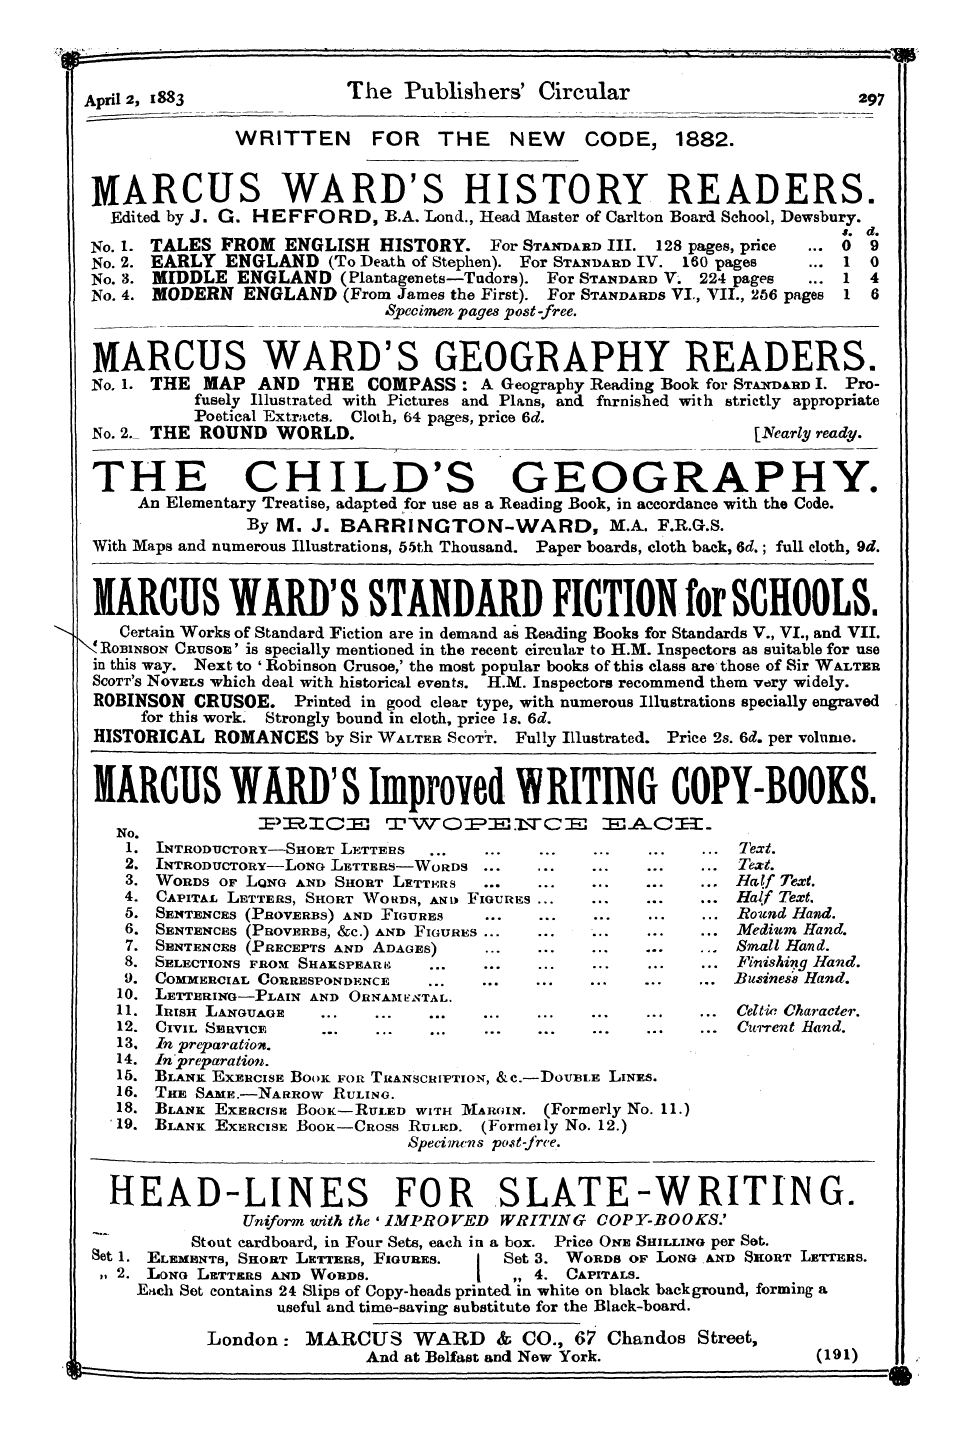 April 2, 1883 The Publishers' Circular 297
WRITTEN FOR THE NEW CODE, 1882.
MARCUS WARD'S HISTORY READERS.
Edited by J. G. HEFFORD, B.A. Lond., Head Master of Carlton Board School, Dewsbury.
s. d.
No. 1. TALES FROM ENGLISH HISTORY. For STANDARD III. 128 pages, price ... 0 9
No. 2. EARLY ENGLAND (To Death of Stephen). For STANDARD IV. 160 pages ... 1 0
No. 3. MIDDLE ENGLAND (Plantagenets—Tudors). For STANDARD V. 224 pages ... 1 4
No. 4. MODERN ENGLAND (From James the First). For STANDARDS VI., VII., 256 pages 1 6
Specimen pages post-free.
MARCUS WARD'S GEOGRAPHY READERS.
No. 1. THE MAP AND THE COMPASS: A Geography Reading Book for STANDARD I. Pro-
fusely Illustrated with Pictures and Plans, and furnished with strictly appropriate
Poetical Extracts. Cloth, 64 pages, price 6d.
No. 2. THE ROUND WORLD. [Nearly ready.
THE CHILD'S GEOGRAPHY.
An Elementary Treatise, adapted for use as a Reading Book, in accordance with the Code.
By M. J. BARRINGTON-WARD, M.A. F.R.G.S.
With Maps and numerous Illustrations, 55th Thousand. Paper boards, cloth back, 6d.; full cloth, 9d.
MARCUS WARD'S STANDARD FICTION for SCHOOLS.
Certain Works of Standard Fiction are in demand as Reading Books for Standards V., VI., and VII.
'ROBINSON CRUSOE' is specially mentioned in the recent circular to H.M. Inspectors as suitable for use
in this way. Next to 'Robinson Crusoe,' the most popular books of this class are those of Sir WALTER
SCOTT'S NOVELS which deal with historical events. H.M. Inspectors recommend them very widely.
ROBINSON CRUSOE. Printed in good clear type, with numerous Illustrations specially engraved
for this work. Strongly bound in cloth, price 1s. 6d.
HISTORICAL ROMANCES by Sir WALTER SCOTT. Fully Illustrated. Price 2s. 6d. per volume.
MARCUS WARD'S Improved WRITING COPY-BOOKS.
PRICE TWOPENCE EACH.
No.
1. INTRODUCTORY—SHORT LETTERS ... ... ... ... ... ... Text.
2. INTRODUCTORY—LONG LETTERS—WORDS ... ... ... ... ... Text.
3. WORDS OF LONG AND SHORT LETTERS ... ... ... ... ... Half Text.
4. CAPITAL LETTERS, SHORT WORDS, AND FIGURES ... ... ... ... Half Text.
5. SENTENCES (PROVERBS) AND FIGURES ... ... ... ... ... Round Hand.
6. SENTENCES (PROVERBS, &c.) AND FIGURES ... ... ... ... ... Medium Hand.
7. SENTENCES (PRECEPTS AND ADAGES) ... ... ... ... ... Small Hand.
8. SELECTIONS FROM SHAKSPEARE ... ... ... ... ... ... Finishing Hand.
9. COMMERCIAL CORRESPONDENCE ... ... ... ... ... ... Business Hand.
10. LETTERING—PLAIN AND ORNAMENTAL.
11. IRISH LANGUAGE ... ... ... ... ... ... ... ... Celtic Character.
12. CIVIL SERVICE ... ... ... ... ... ... ... ... Current Hand.
13. In preparation.
14. In preparation.
15. BLANK EXERCISE BOOK FOR TRANSCRIPTION, &c.—DOUBLE LINES.
16. THE SAME.—NARROW RULING.
18. BLANK EXERCISE BOOK—RULED WITH MARGIN. (Formerly No. 11.)
19. BLANK EXERCISE BOOK—CROSS RULED. (Formerly No. 12.)
Specimens post-free.
HEAD-LINES FOR SLATE-WRITING.
Uniform with the 'IMPROVED WRITING COPY-BOOKS.'
Stout cardboard, in Four Sets, each in a box. Price ONE SHILLING per Set.
Set 1. ELEMENTS, SHORT LETTERS, FIGURES. | Set 3. WORDS OF LONG AND SHORT LETTERS.
„ 2. LONG LETTERS AND WORDS. | „ 4. CAPITALS.
Each Set contains 24 Slips of Copy-heads printed in white on black background, forming a
useful and time-saving substitute for the Black-board.
London: MARCUS WARD & CO., 67 Chandos Street,
And at Belfast and New York. (191)